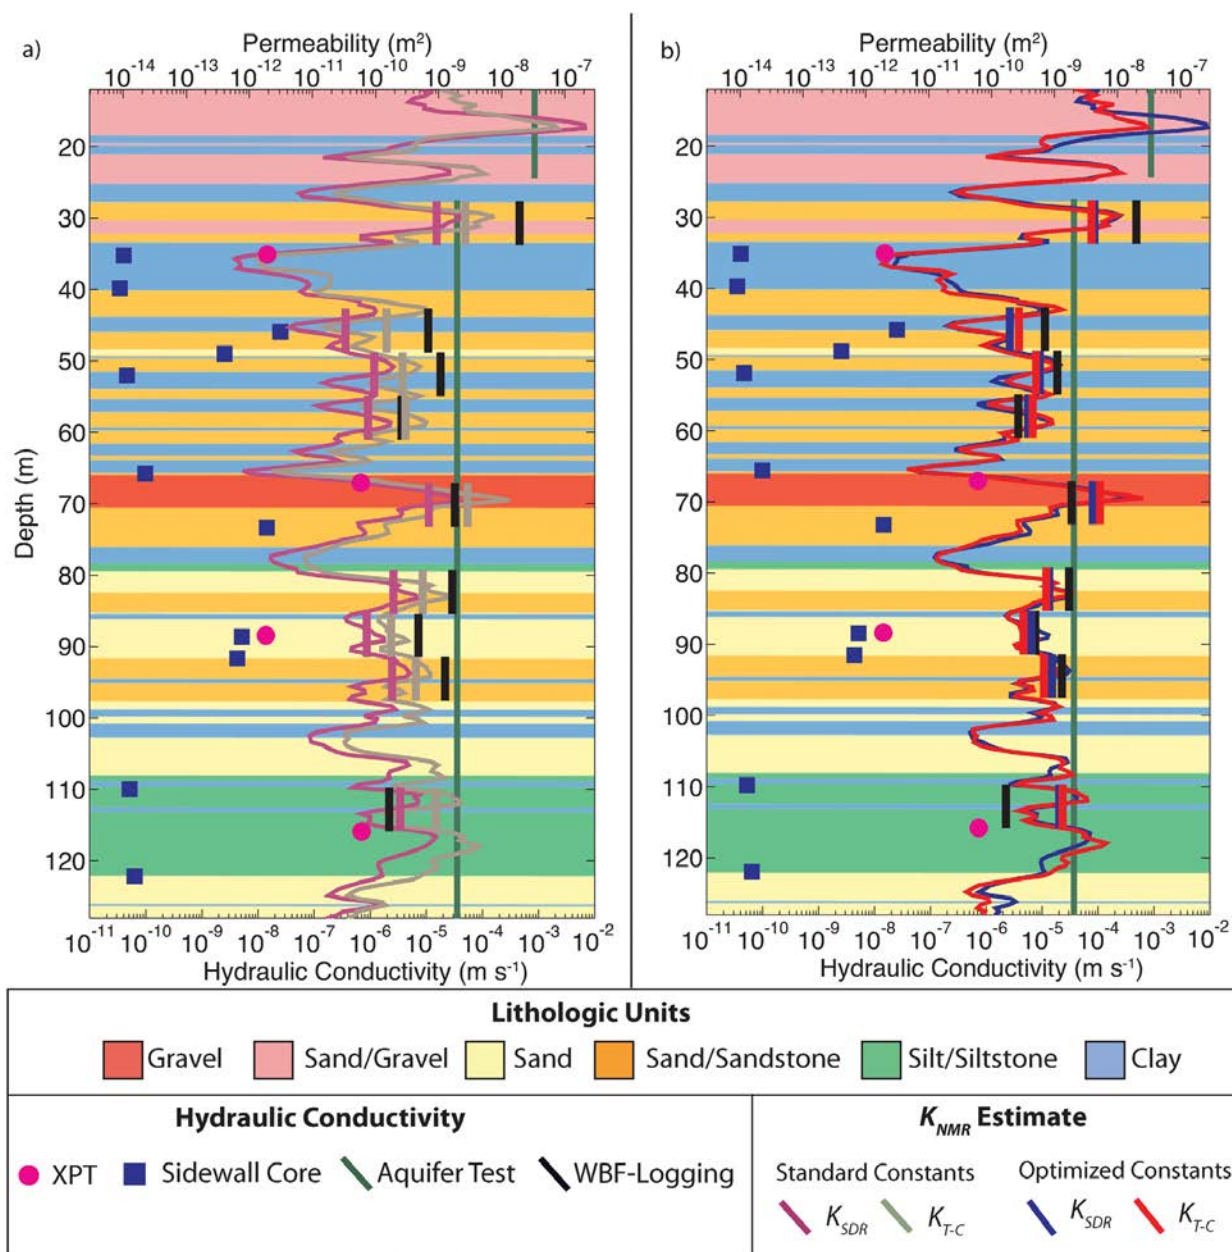 a)
Permeability (m²)
10⁻¹⁴ 10⁻¹³ 10⁻¹² 10⁻¹¹ 10⁻¹⁰ 10⁻⁹ 10⁻⁸ 10⁻⁷
Depth (m)
20
30
40
50
60
70
80
90
100
110
120
10⁻¹¹ 10⁻¹⁰ 10⁻⁹ 10⁻⁸ 10⁻⁷ 10⁻⁶ 10⁻⁵ 10⁻⁴ 10⁻³ 10⁻²
Hydraulic Conductivity (m s⁻¹)
b)
Permeability (m²)
10⁻¹⁴ 10⁻¹³ 10⁻¹² 10⁻¹¹ 10⁻¹⁰ 10⁻⁹ 10⁻⁸ 10⁻⁷
20
30
40
50
60
70
80
90
100
110
120
10⁻¹¹ 10⁻¹⁰ 10⁻⁹ 10⁻⁸ 10⁻⁷ 10⁻⁶ 10⁻⁵ 10⁻⁴ 10⁻³ 10⁻²
Hydraulic Conductivity (m s⁻¹)
Lithologic Units
Gravel Sand/Gravel Sand Sand/Sandstone Silt/Siltstone Clay
Hydraulic Conductivity
XPT Sidewall Core Aquifer Test WBF-Logging
K_NMR Estimate
Standard Constants Optimized Constants
K_SDR K_T-C K_SDR K_T-C